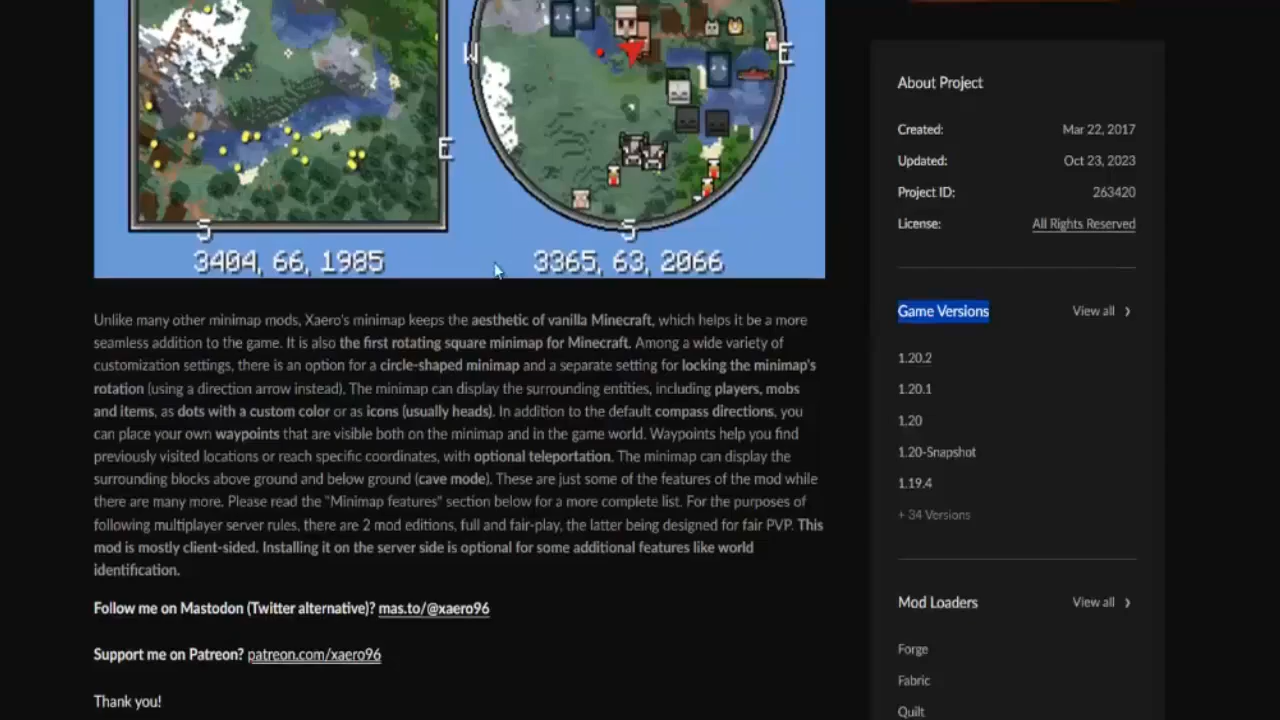 W
E
E
S
S
3404, 66, 1985
3365, 63, 2066
Unlike many other minimap mods, Xaero's minimap keeps the aesthetic of vanilla Minecraft, which helps it be a more
seamless addition to the game. It is also the first rotating square minimap for Minecraft. Among a wide variety of
customization settings, there is an option for a circle-shaped minimap and a separate setting for locking the minimap's
rotation (using a direction arrow instead). The minimap can display the surrounding entities, including players, mobs
and items, as dots with a custom color or as icons (usually heads). In addition to the default compass directions, you
can place your own waypoints that are visible both on the minimap and in the game world. Waypoints help you find
previously visited locations or reach specific coordinates, with optional teleportation. The minimap can display the
surrounding blocks above ground and below ground (cave mode). These are just some of the features of the mod while
there are many more. Please read the "Minimap features" section below for a more complete list. For the purposes of
following multiplayer server rules, there are 2 mod editions, full and fair-play, the latter being designed for fair PVP. This
mod is mostly client-sided. Installing it on the server side is optional for some additional features like world
identification.
Follow me on Mastodon (Twitter alternative)? mas.to/@xaero96
Support me on Patreon? patreon.com/xaero96
Thank you!
About Project
Created: Mar 22, 2017
Updated: Oct 23, 2023
Project ID: 263420
License: All Rights Reserved
Game Versions View all
1.20.2
1.20.1
1.20
1.20-Snapshot
1.19.4
+ 34 Versions
Mod Loaders View all
Forge
Fabric
Quilt